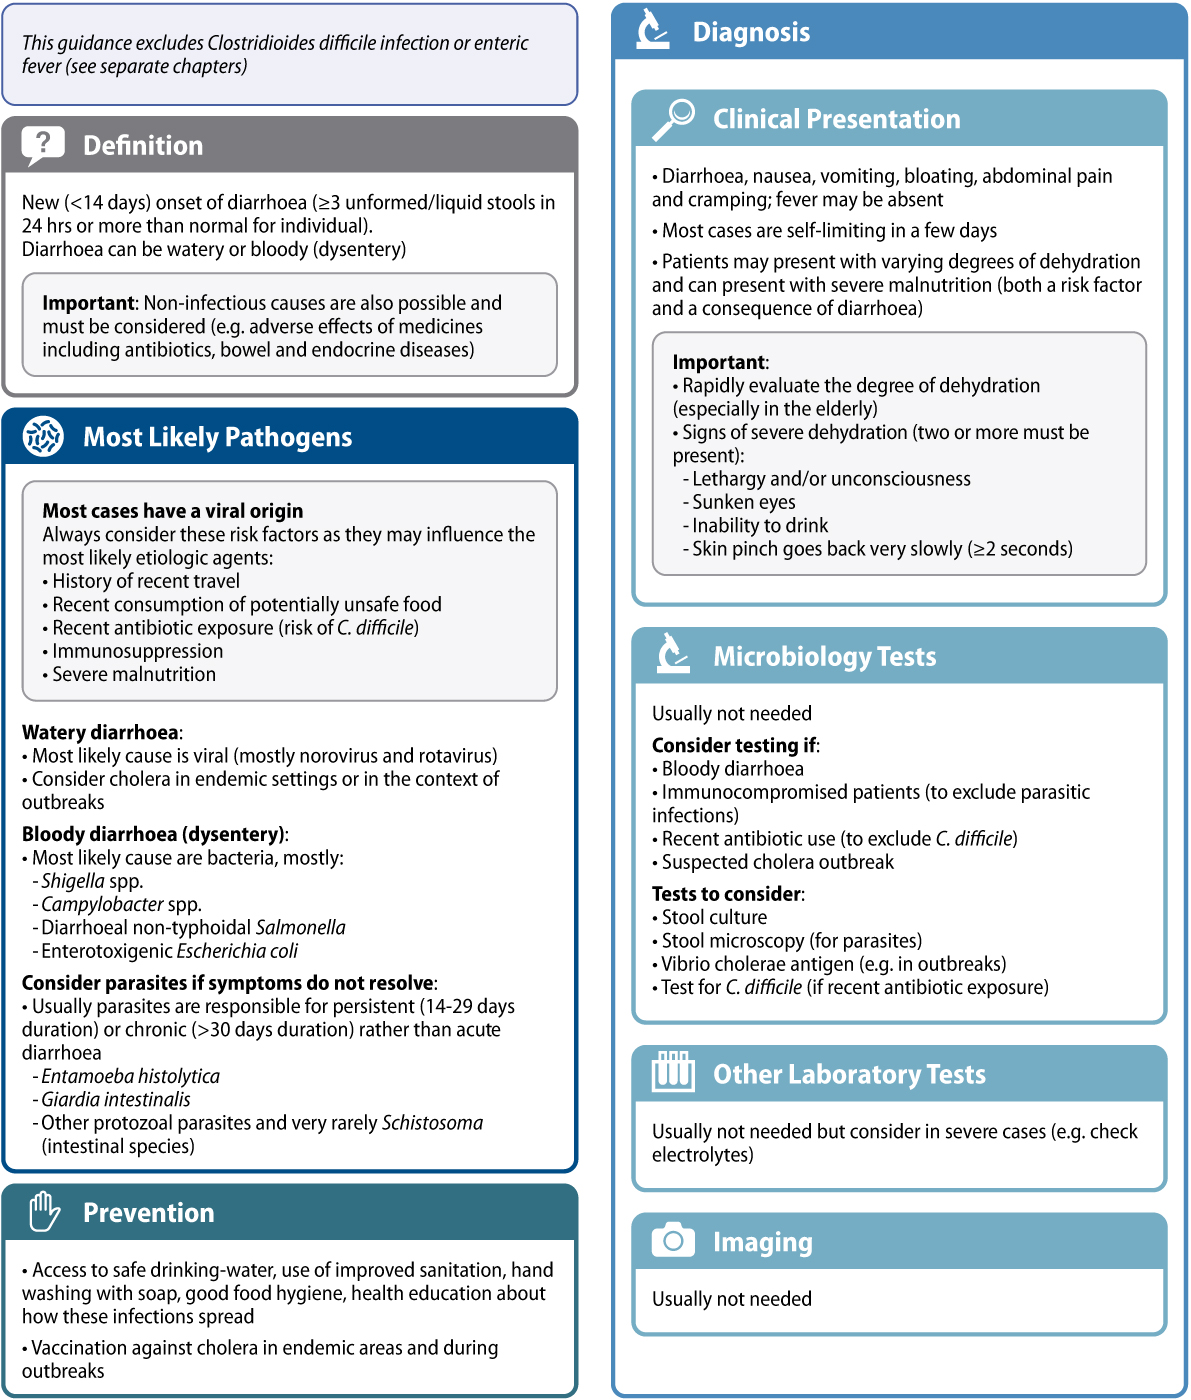 This guidance excludes Clostridioides difficile infection or enteric
fever (see separate chapters)
?
Definition
New (<14 days) onset of diarrhoea (≥3 unformed/liquid stools in
24 hrs or more than normal for individual).
Diarrhoea can be watery or bloody (dysentery)
Important: Non-infectious causes are also possible and
must be considered (e.g. adverse effects of medicines
including antibiotics, bowel and endocrine diseases)
Most Likely Pathogens
Most cases have a viral origin
Always consider these risk factors as they may influence the
most likely etiologic agents:
• History of recent travel
• Recent consumption of potentially unsafe food
• Recent antibiotic exposure (risk of C. difficile)
• Immunosuppression
• Severe malnutrition
Watery diarrhoea:
• Most likely cause is viral (mostly norovirus and rotavirus)
• Consider cholera in endemic settings or in the context of
outbreaks
Bloody diarrhoea (dysentery):
• Most likely cause are bacteria, mostly:
- Shigella spp.
- Campylobacter spp.
- Diarrhoeal non-typhoidal Salmonella
- Enterotoxigenic Escherichia coli
Consider parasites if symptoms do not resolve:
• Usually parasites are responsible for persistent (14-29 days
duration) or chronic (>30 days duration) rather than acute
diarrhoea
- Entamoeba histolytica
- Giardia intestinalis
- Other protozoal parasites and very rarely Schistosoma
(intestinal species)
Prevention
• Access to safe drinking-water, use of improved sanitation, hand
washing with soap, good food hygiene, health education about
how these infections spread
• Vaccination against cholera in endemic areas and during
outbreaks
Diagnosis
Clinical Presentation
• Diarrhoea, nausea, vomiting, bloating, abdominal pain
and cramping; fever may be absent
• Most cases are self-limiting in a few days
• Patients may present with varying degrees of dehydration
and can present with severe malnutrition (both a risk factor
and a consequence of diarrhoea)
Important:
• Rapidly evaluate the degree of dehydration
(especially in the elderly)
• Signs of severe dehydration (two or more must be
present):
- Lethargy and/or unconsciousness
- Sunken eyes
- Inability to drink
- Skin pinch goes back very slowly (≥2 seconds)
Microbiology Tests
Usually not needed
Consider testing if:
• Bloody diarrhoea
• Immunocompromised patients (to exclude parasitic
infections)
• Recent antibiotic use (to exclude C. difficile)
• Suspected cholera outbreak
Tests to consider:
• Stool culture
• Stool microscopy (for parasites)
• Vibrio cholerae antigen (e.g. in outbreaks)
• Test for C. difficile (if recent antibiotic exposure)
Other Laboratory Tests
Usually not needed but consider in severe cases (e.g. check
electrolytes)
Imaging
Usually not needed